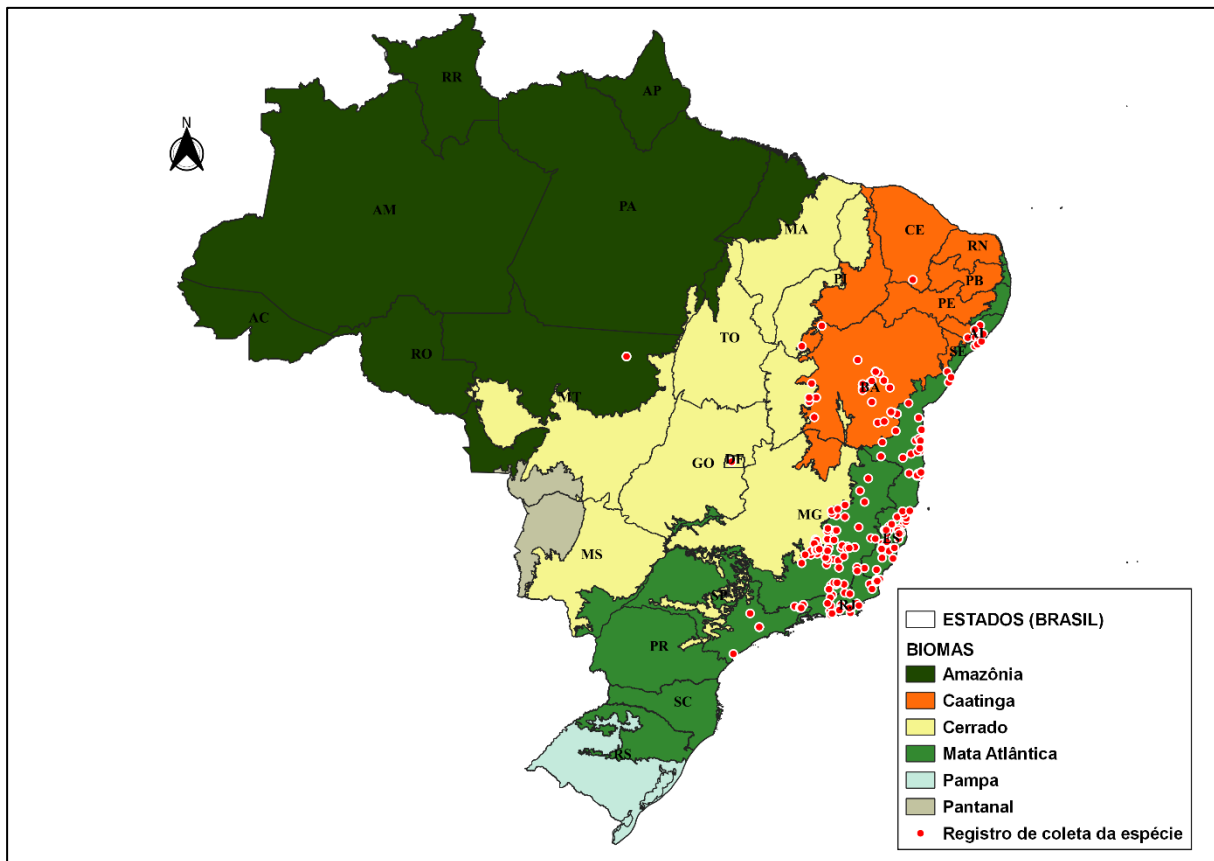 N
RR
AP
AM
PA
MA
CE
RN
PB
PI
PE
AC
AL
SE
TO
RO
BA
MT
DF
GO
MG
MS
ES
SP
RJ
PR
SC
RS
ESTADOS (BRASIL)
BIOMAS
Amazônia
Caatinga
Cerrado
Mata Atlântica
Pampa
Pantanal
Registro de coleta da espécie